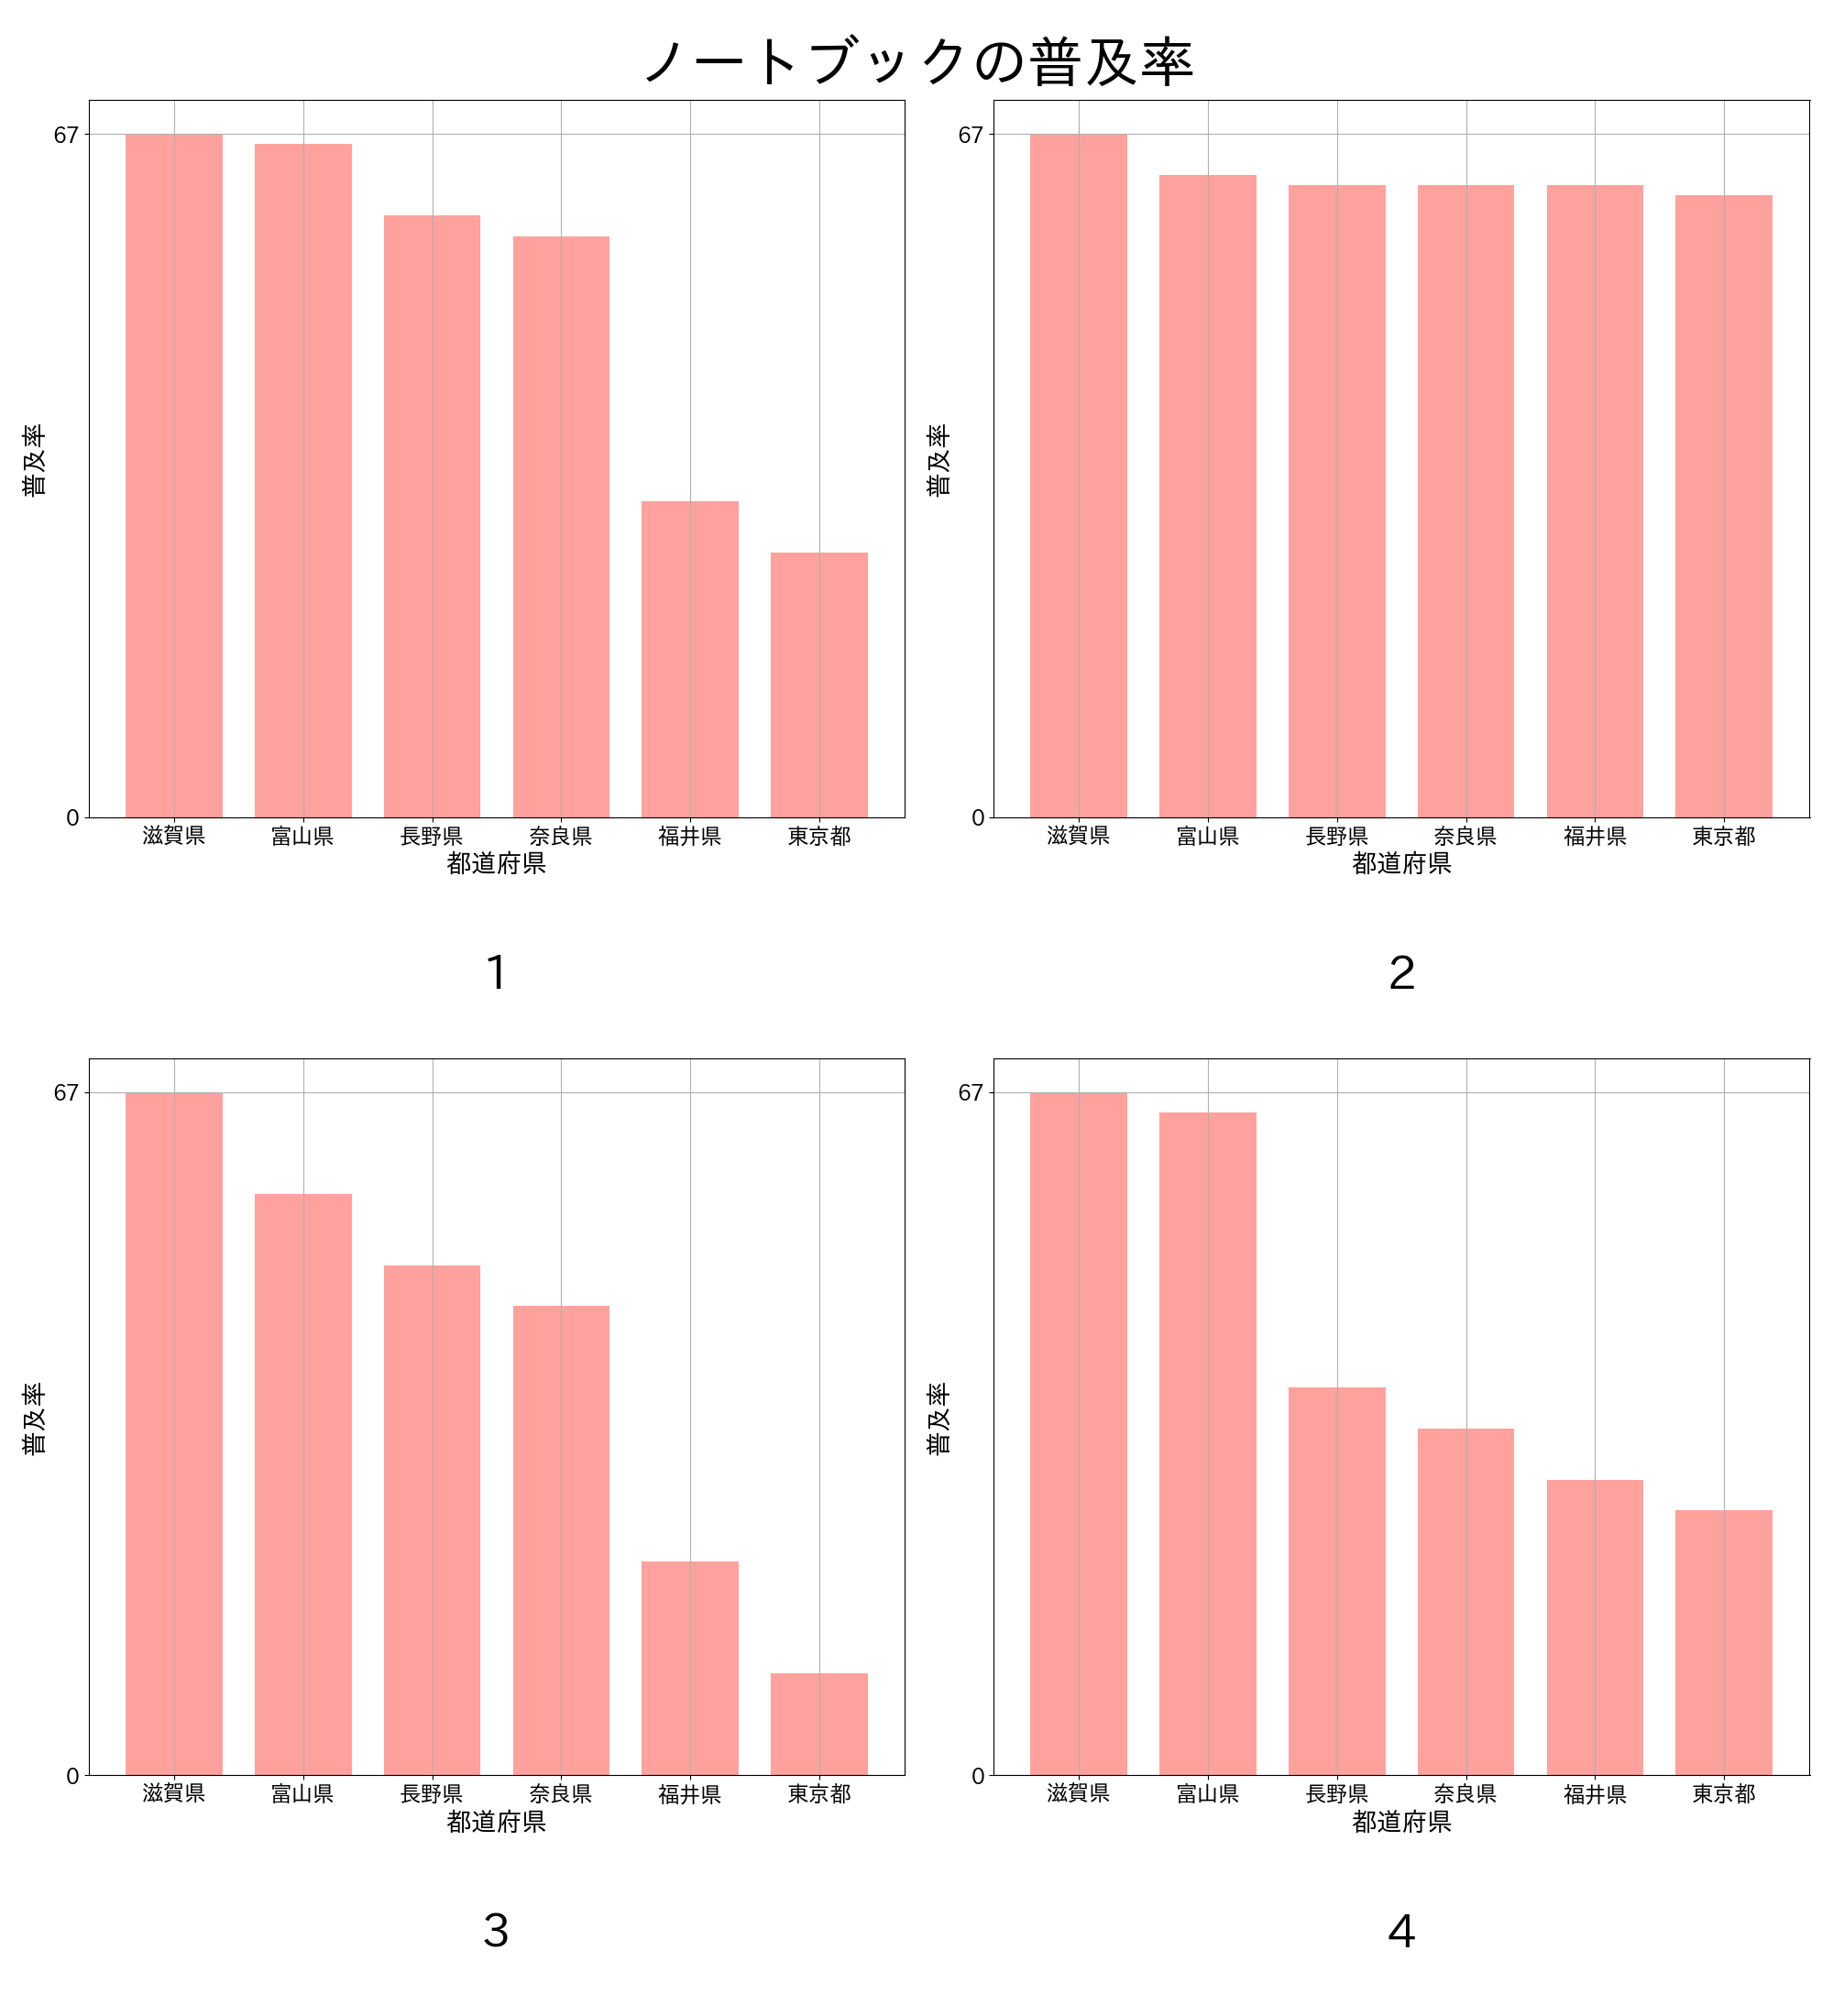 ノートブックの普及率
67
0
普及率
滋賀県 富山県 長野県 奈良県 福井県 東京都
都道府県
1
67
0
普及率
滋賀県 富山県 長野県 奈良県 福井県 東京都
都道府県
2
67
0
普及率
滋賀県 富山県 長野県 奈良県 福井県 東京都
都道府県
3
67
0
普及率
滋賀県 富山県 長野県 奈良県 福井県 東京都
都道府県
4